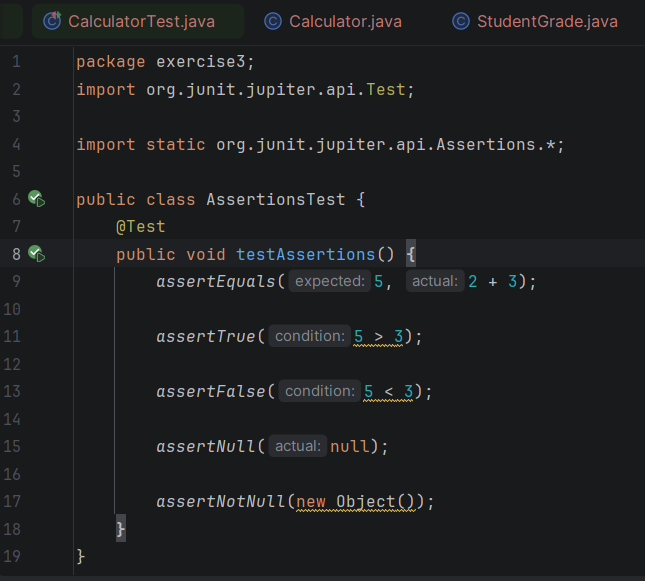 CalculatorTest.java Calculator.java StudentGrade.java
1 package exercise3;
2 import org.junit.jupiter.api.Test;
3
4 import static org.junit.jupiter.api.Assertions.*;
5
6 public class AssertionsTest {
7 @Test
8 public void testAssertions() {
9 assertEquals( expected: 5, actual: 2 + 3);
10
11 assertTrue( condition: 5 > 3);
12
13 assertFalse( condition: 5 < 3);
14
15 assertNull( actual: null);
16
17 assertNotNull(new Object());
18 }
19 }